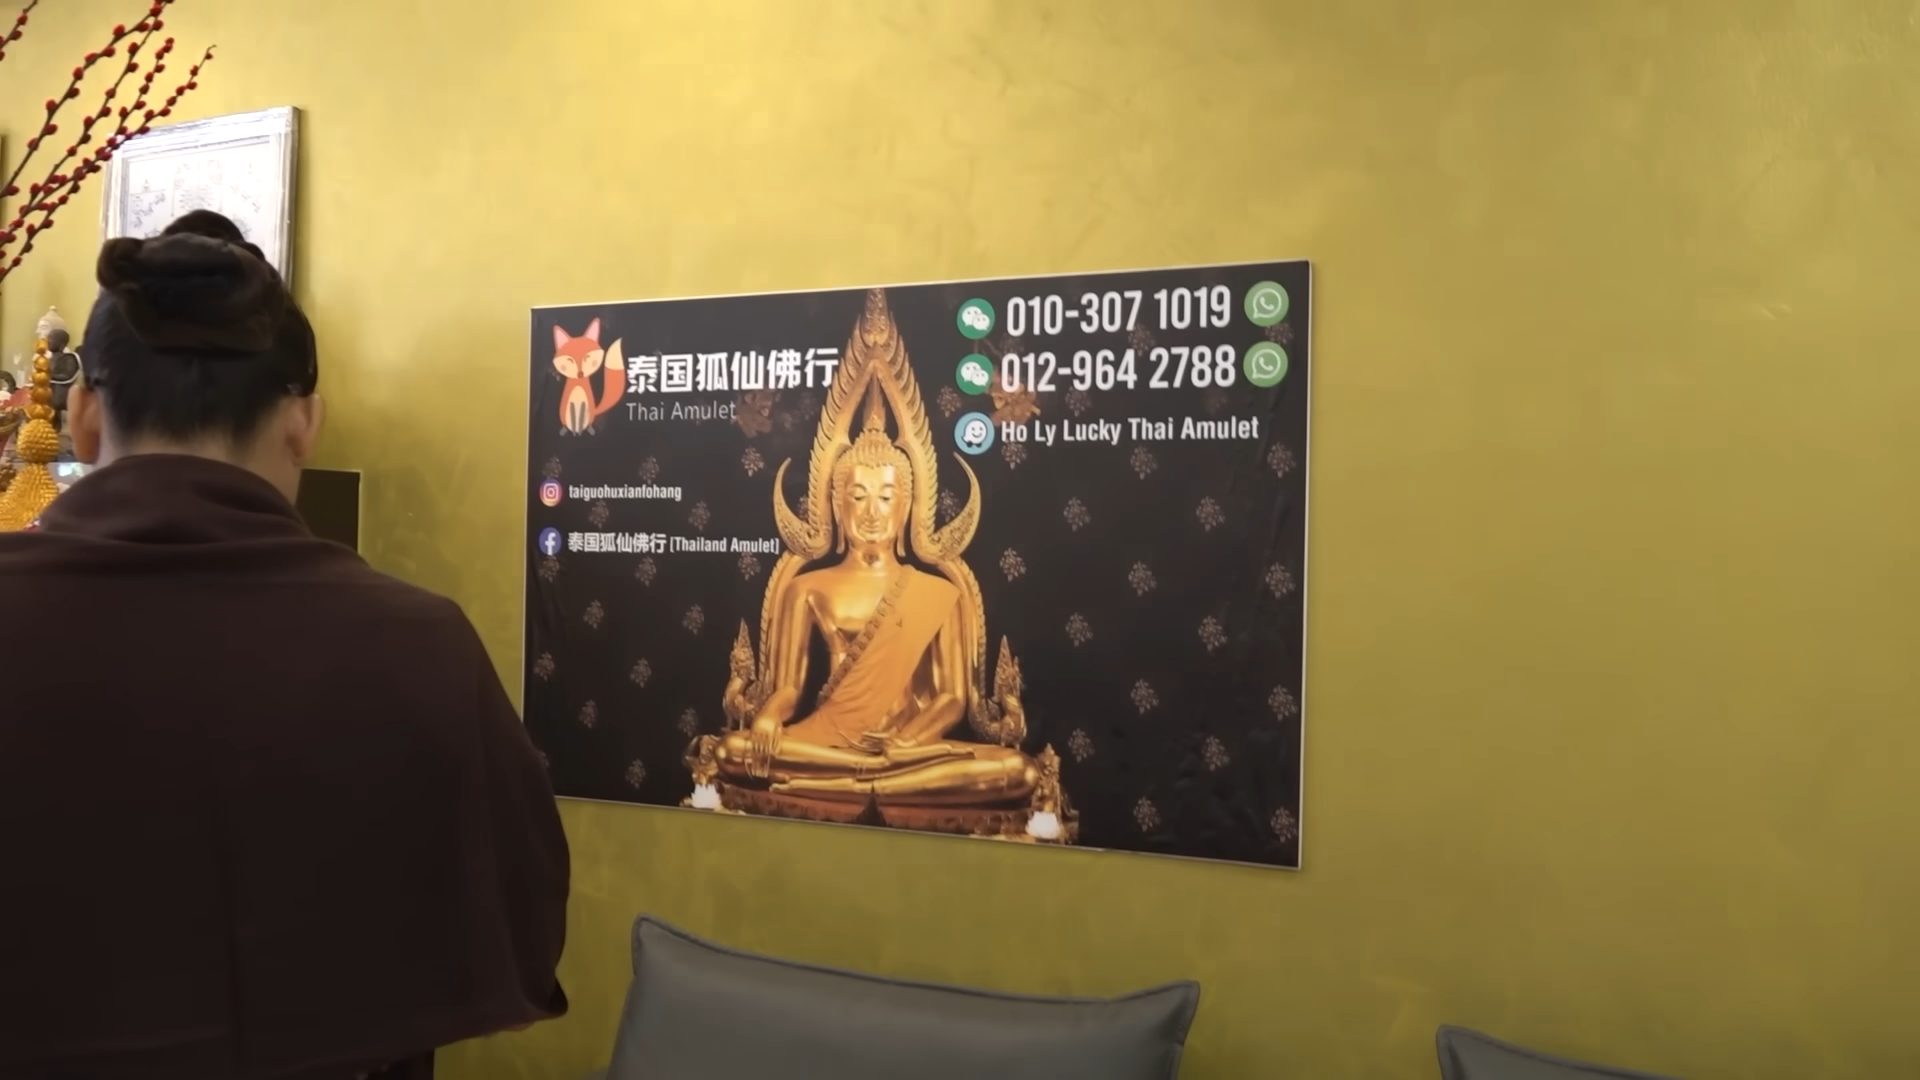 泰国狐仙佛行
Thai Amulet
taiguohuxianfohang
泰国狐仙佛行 [Thailand Amulet]
010-307 1019
012-964 2788
Ho Ly Lucky Thai Amulet